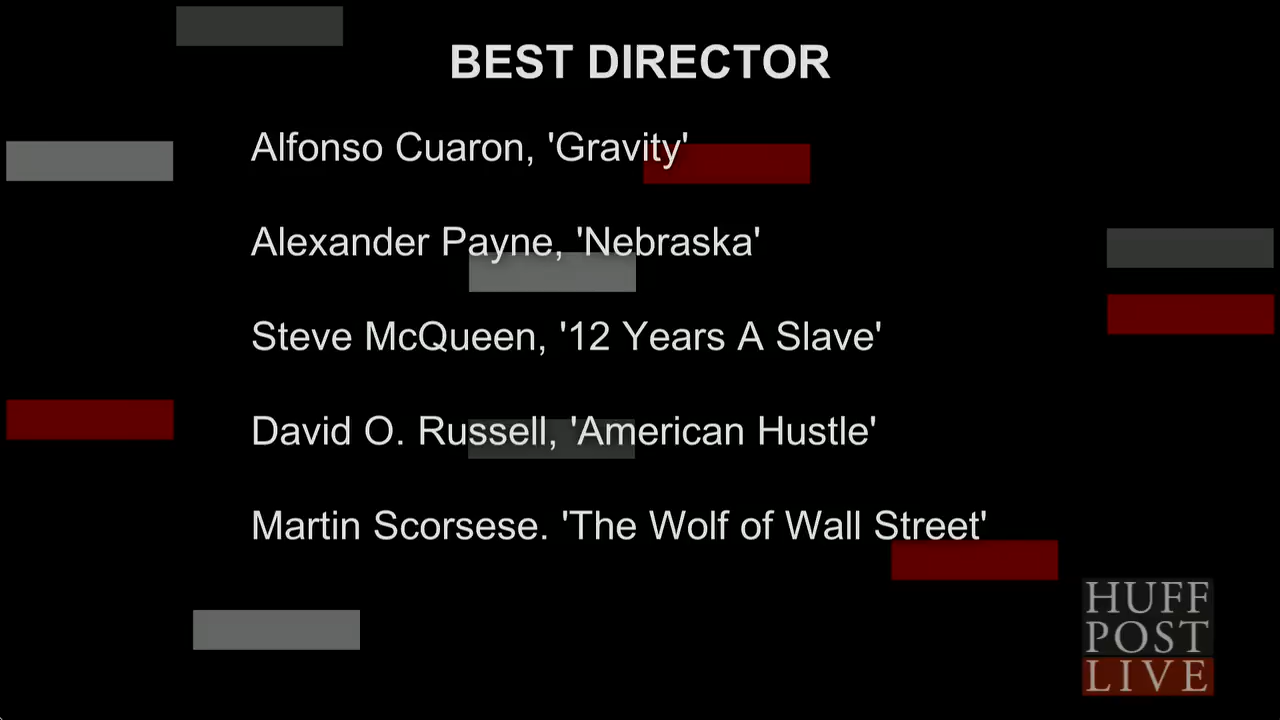 BEST DIRECTOR
Alfonso Cuaron, 'Gravity'
Alexander Payne, 'Nebraska'
Steve McQueen, '12 Years A Slave'
David O. Russell, 'American Hustle'
Martin Scorsese. 'The Wolf of Wall Street'
HUFF
POST
LIVE